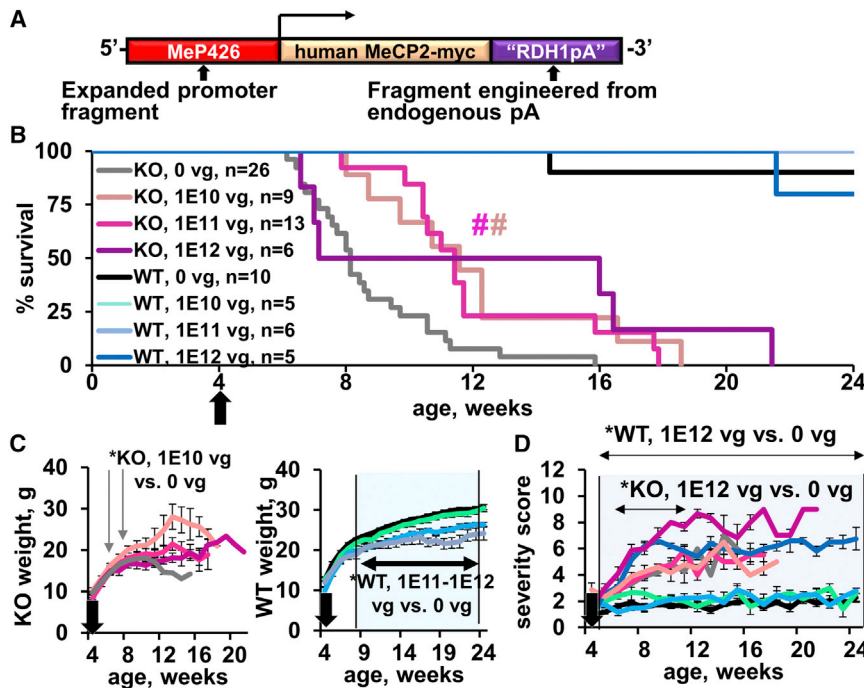 A
5'-
MeP426
human MeCP2-myc
"RDH1pA"
-3'
Expanded promoter
fragment
Fragment engineered from
endogenous pA
B
% survival
100
75
50
25
0
KO, 0 vg, n=26
KO, 1E10 vg, n=9
KO, 1E11 vg, n=13
KO, 1E12 vg, n=6
WT, 0 vg, n=10
WT, 1E10 vg, n=5
WT, 1E11 vg, n=6
WT, 1E12 vg, n=5
##
0 4 8 12 16 20 24
age, weeks
age, weeks
C
KO weight, g
40
30
20
10
0
*KO, 1E10 vg
vs. 0 vg
4 8 12 16 20
age, weeks
WT weight, g
40
30
20
10
0
*WT, 1E11-1E12
vg vs. 0 vg
4 9 14 19 24
age, weeks
D
*WT, 1E12 vg vs. 0 vg
severity score
12
10
8
6
4
2
0
*KO, 1E12 vg vs. 0 vg
4 8 12 16 20 24
age, weeks